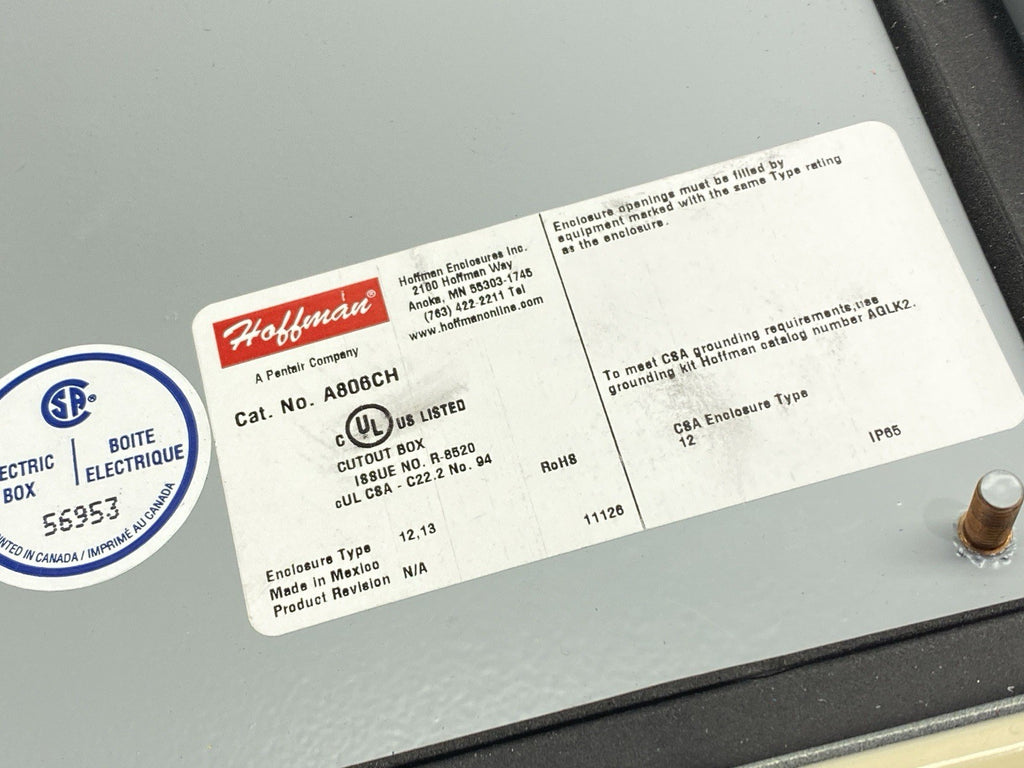 Hoffman®
A Pentair Company
Hoffman Enclosures Inc.
2100 Hoffman Way
Anoka, MN 55303-1745
(763) 422-2211 Tel
www.hoffmanonline.com
Cat. No. A806CH
C UL US LISTED
CUTOUT BOX
ISSUE NO. R-8520
cUL CSA - C22.2 No. 94
RoHS
Enclosure Type 12,13
Made in Mexico
Product Revision N/A
11126
Enclosure openings must be filled by
equipment marked with the same Type rating
as the enclosure.
To meet CSA grounding requirements,use
grounding kit Hoffman catalog number AGLK2.
CSA Enclosure Type
12
IP65
SA®
ECTRIC
BOX
BOITE
ELECTRIQUE
56953
NTED IN CANADA / IMPRIMÉ AU CANADA